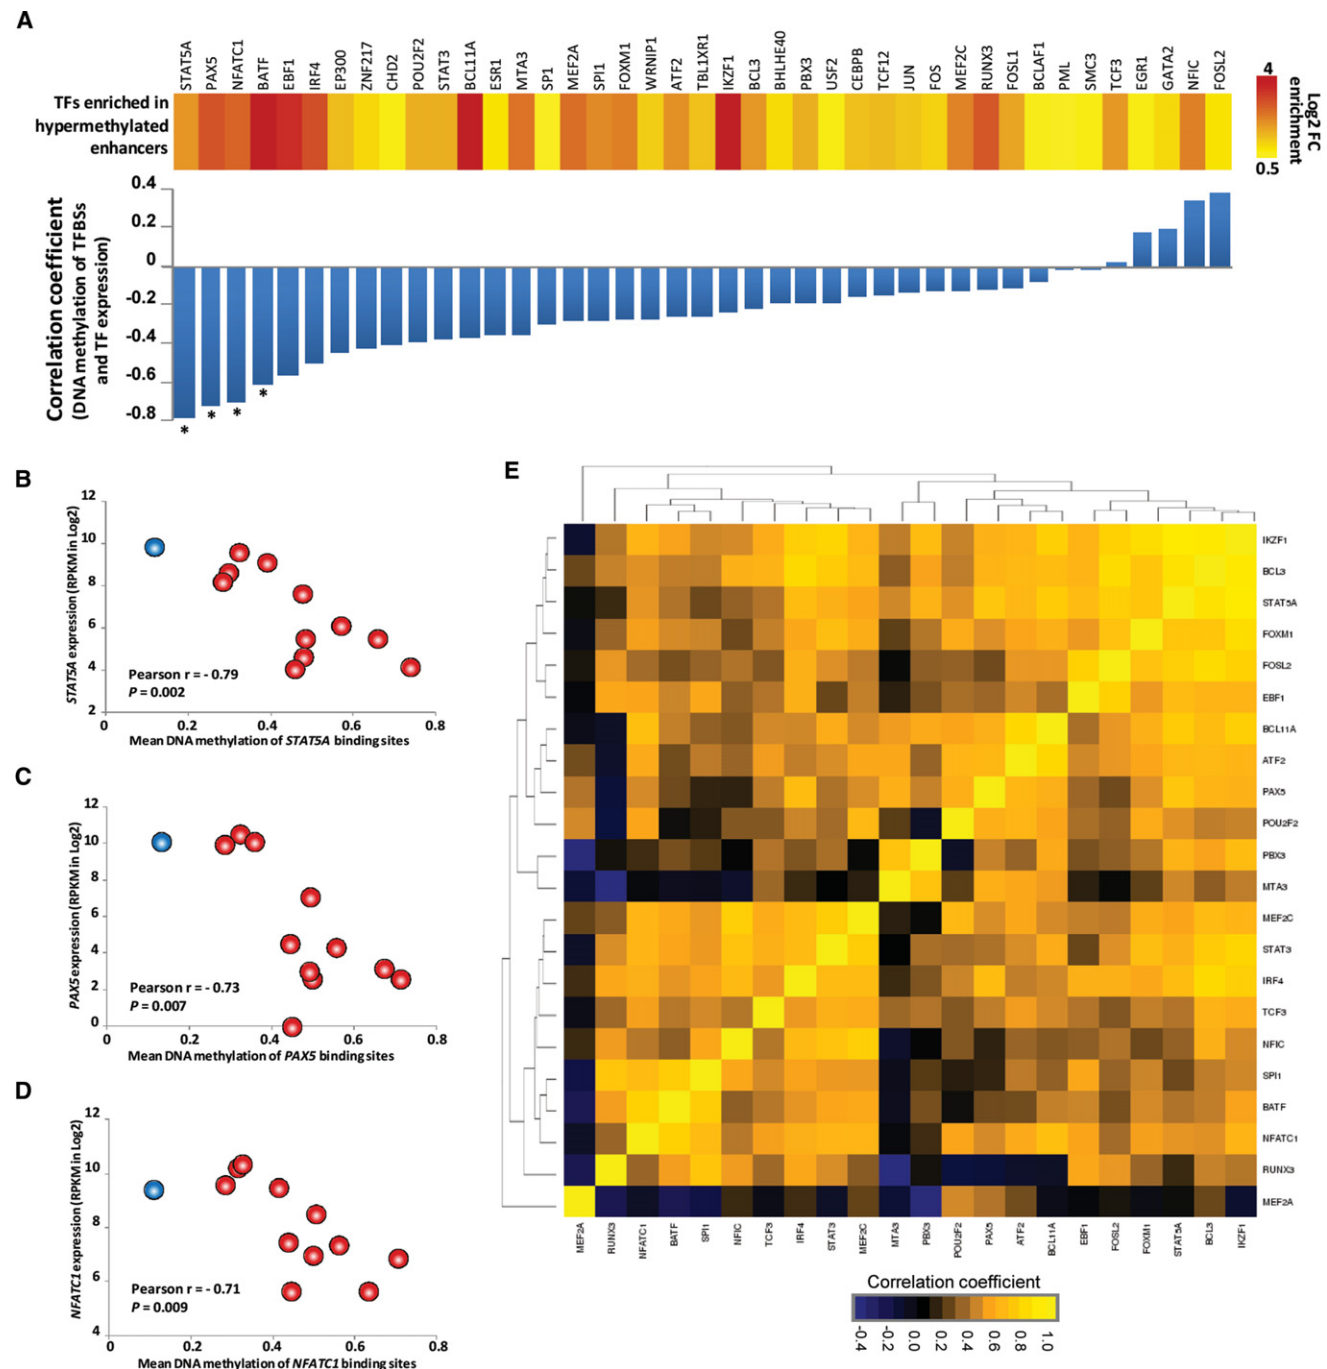 A
STAT5A
PAX5
NFATC1
BATF
EBF1
IRF4
EP300
ZNF217
CHD2
POU2F2
STAT3
BCL11A
ESR1
MTA3
SP1
MEF2A
SPI1
FOXM1
WRNIP1
ATF2
TBL1XR1
IKZF1
BCL3
BHLHE40
PBX3
USF2
CEBPB
TCF12
JUN
FOS
MEF2C
RUNX3
FOSL1
BCLAF1
PML
SMC3
TCF3
EGR1
GATA2
NFIC
FOSL2
TFs enriched in
hypermethylated
enhancers
4
0.5
Log2 FC
enrichment
Correlation coefficient
(DNA methylation of TFBSs
and TF expression)
0.4
0.2
0
-0.2
-0.4
-0.6
-0.8
* * * *
B
STAT5A expression (RPKM in Log2)
12
10
8
6
4
2
Pearson r = - 0.79
P = 0.002
0 0.2 0.4 0.6 0.8
Mean DNA methylation of STAT5A binding sites
C
PAX5 expression (RPKM in Log2)
12
10
8
6
4
2
0
Pearson r = - 0.73
P = 0.007
0 0.2 0.4 0.6 0.8
Mean DNA methylation of PAX5 binding sites
D
NFATC1 expression (RPKM in Log2)
12
10
8
6
4
Pearson r = - 0.71
P = 0.009
0 0.2 0.4 0.6 0.8
Mean DNA methylation of NFATC1 binding sites
E
IKZF1
BCL3
STAT5A
FOXM1
FOSL2
EBF1
BCL11A
ATF2
PAX5
POU2F2
PBX3
MTA3
MEF2C
STAT3
IRF4
TCF3
NFIC
SPI1
BATF
NFATC1
RUNX3
MEF2A
MEF2A
RUNX3
NFATC1
BATF
SPI1
NFIC
TCF3
IRF4
STAT3
MEF2C
MTA3
PBX3
POU2F2
PAX5
ATF2
BCL11A
EBF1
FOSL2
FOXM1
STAT5A
BCL3
IKZF1
Correlation coefficient
-0.4
-0.2
0.0
0.2
0.4
0.6
0.8
1.0